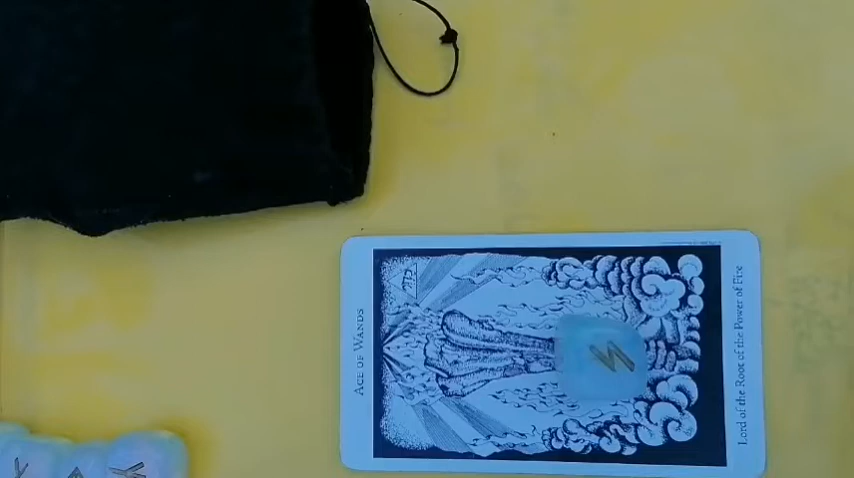 ACE OF WANDS
Lord of the Root of the Power of Fire